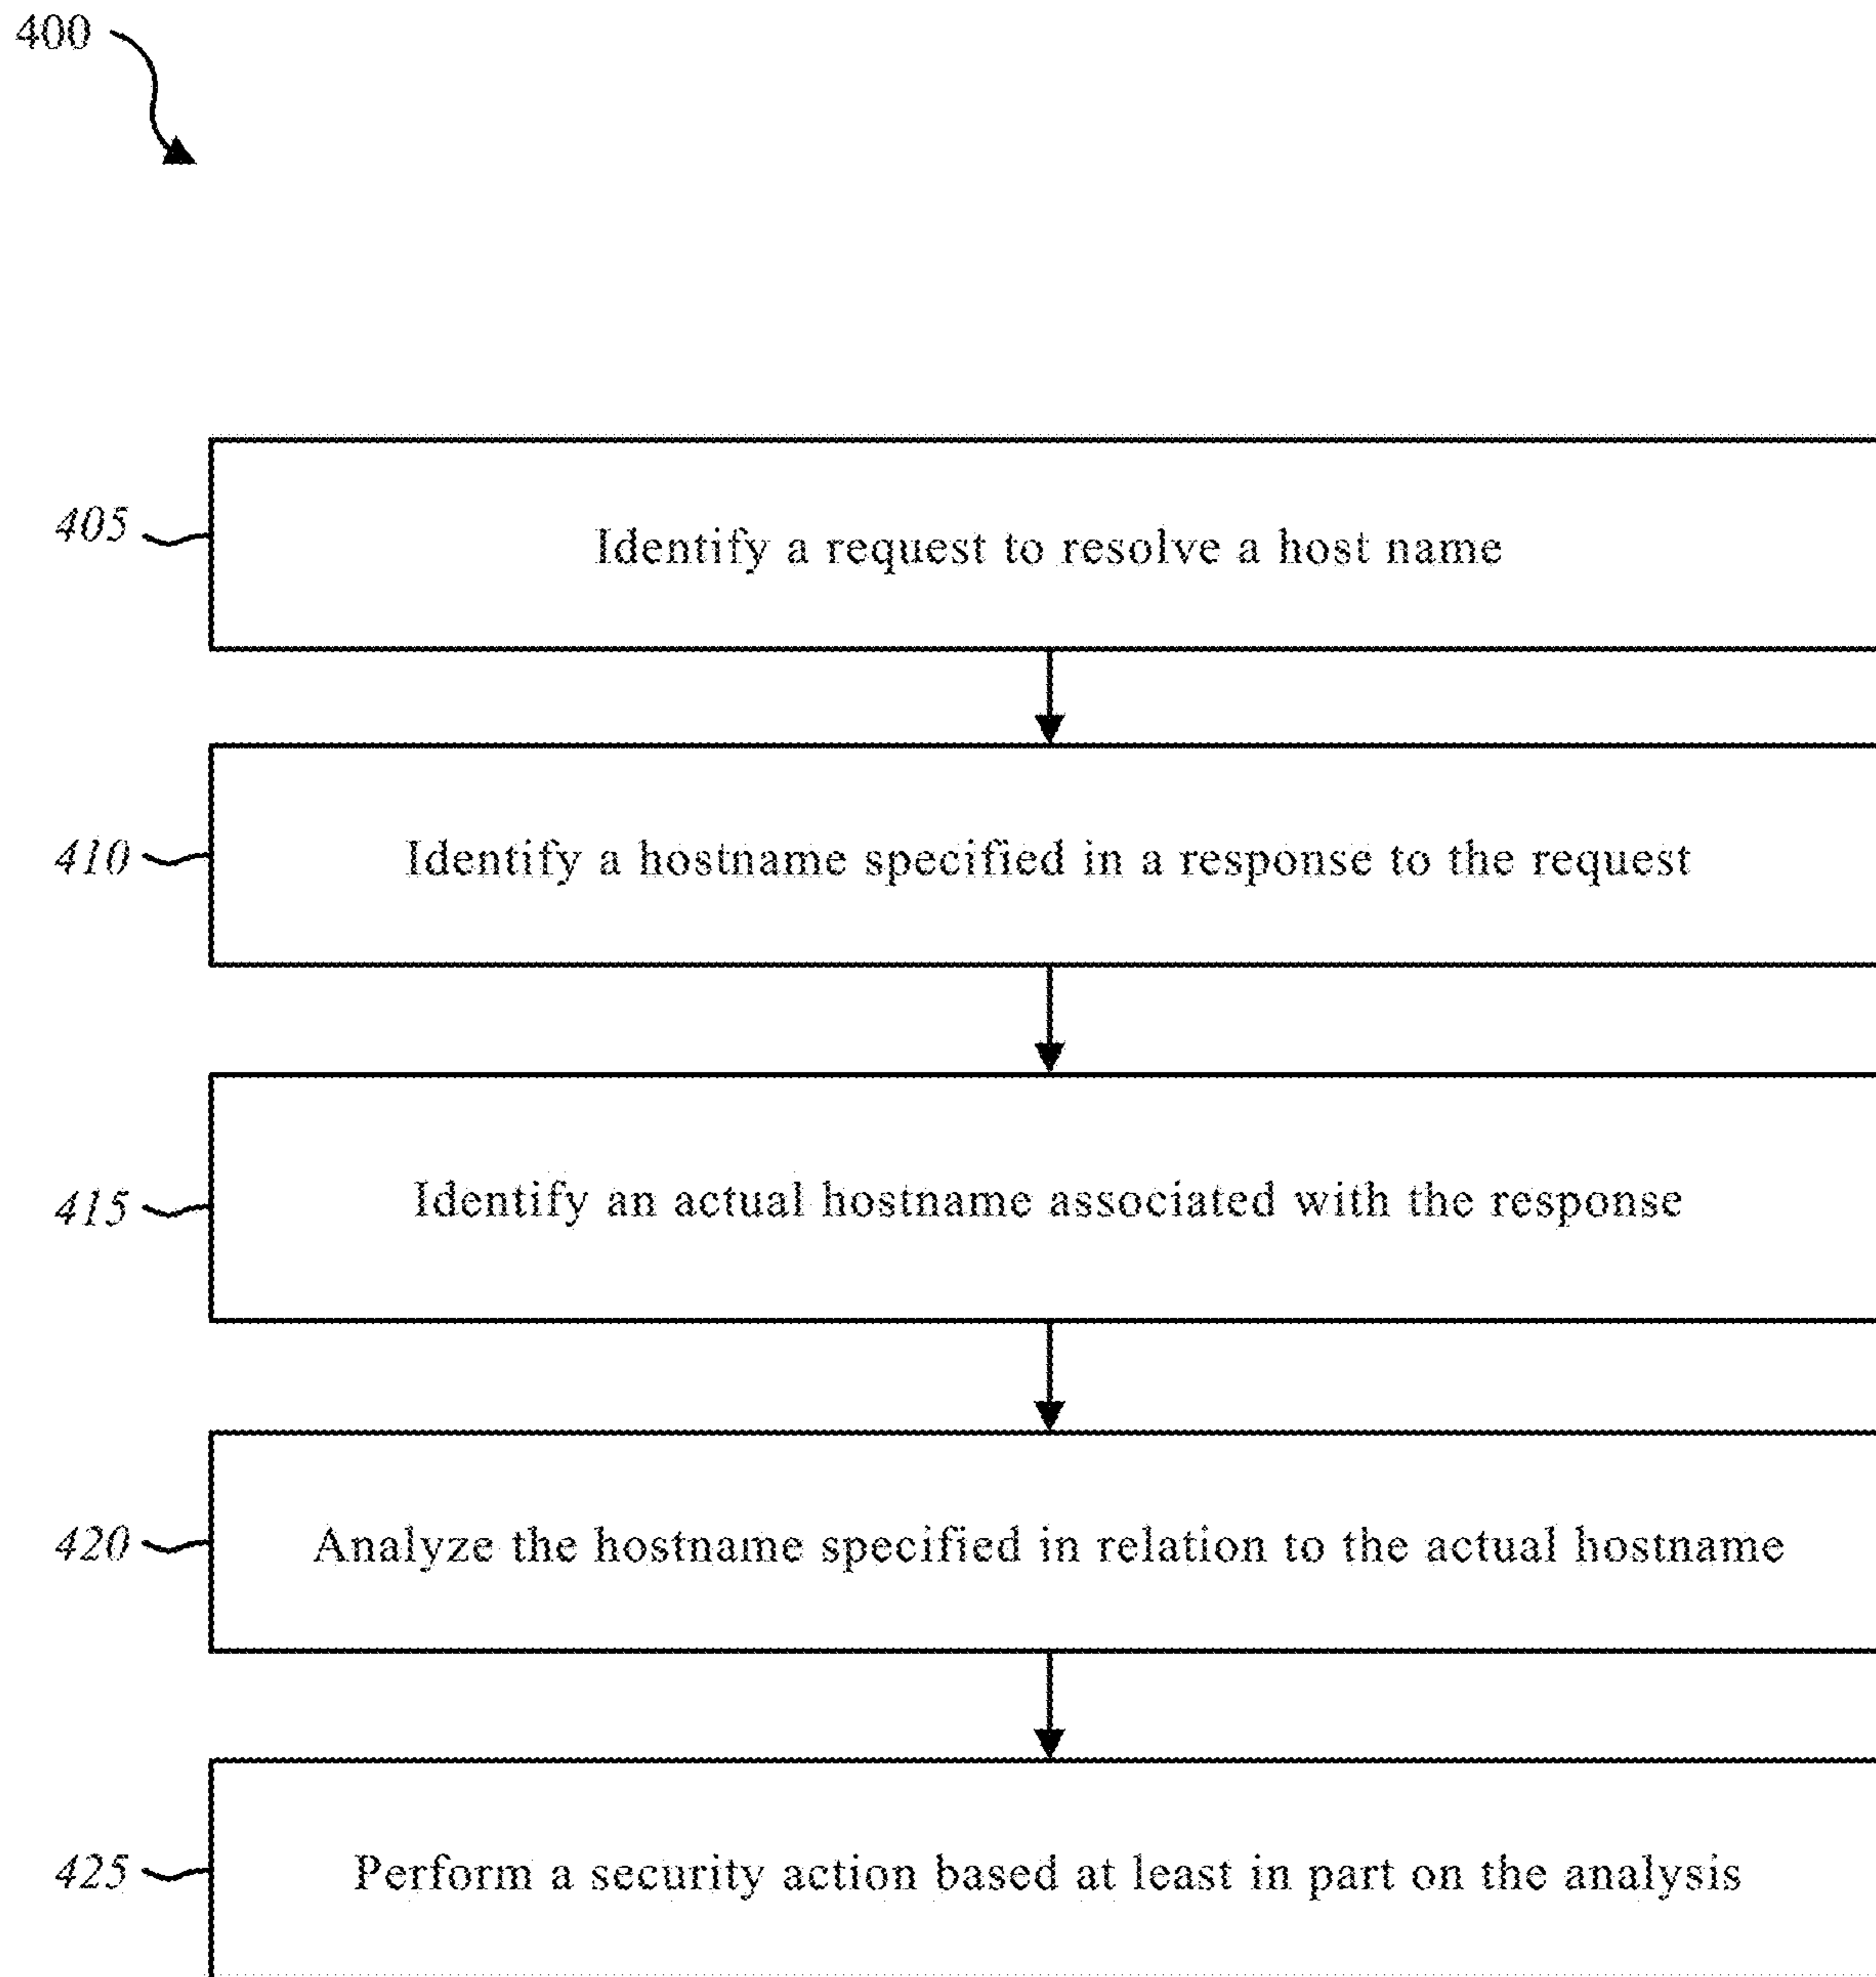 400
405
Identify a request to resolve a host name
410
Identify a hostname specified in a response to the request
415
Identify an actual hostname associated with the response
420
Analyze the hostname specified in relation to the actual hostname
425
Perform a security action based at least in part on the analysis